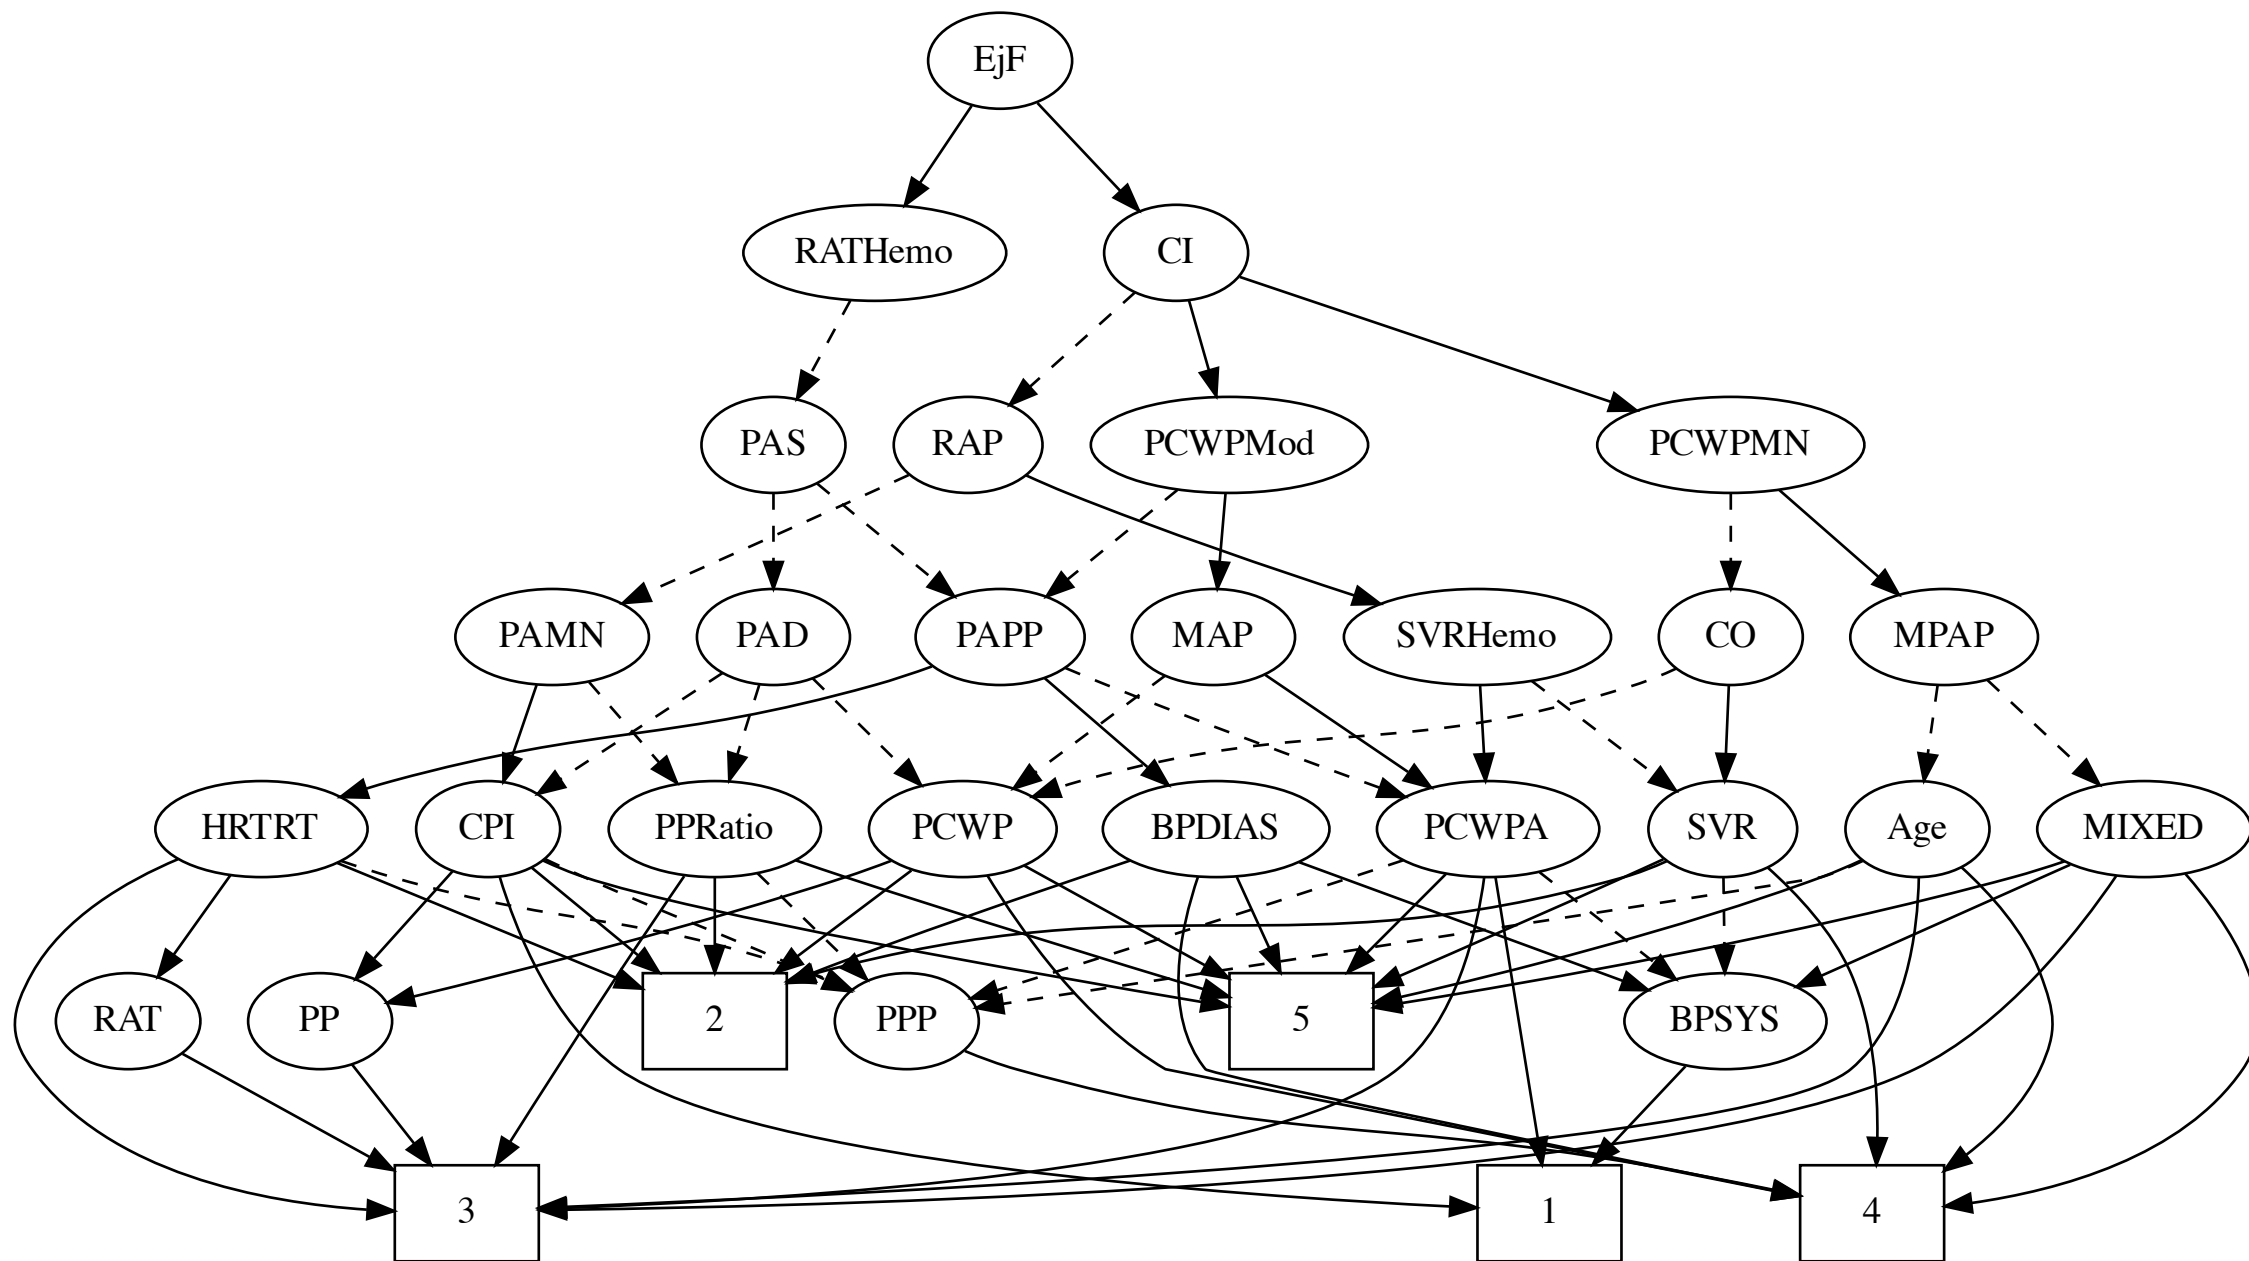 EjF
RATHemo CI
PAS RAP PCWPMod PCWPMN
PAMN PAD PAPP MAP SVRHemo CO MPAP
HRTRT CPI PPRatio PCWP BPDIAS PCWPA SVR Age MIXED
RAT PP 2 PPP 5 BPSYS
3 1 4